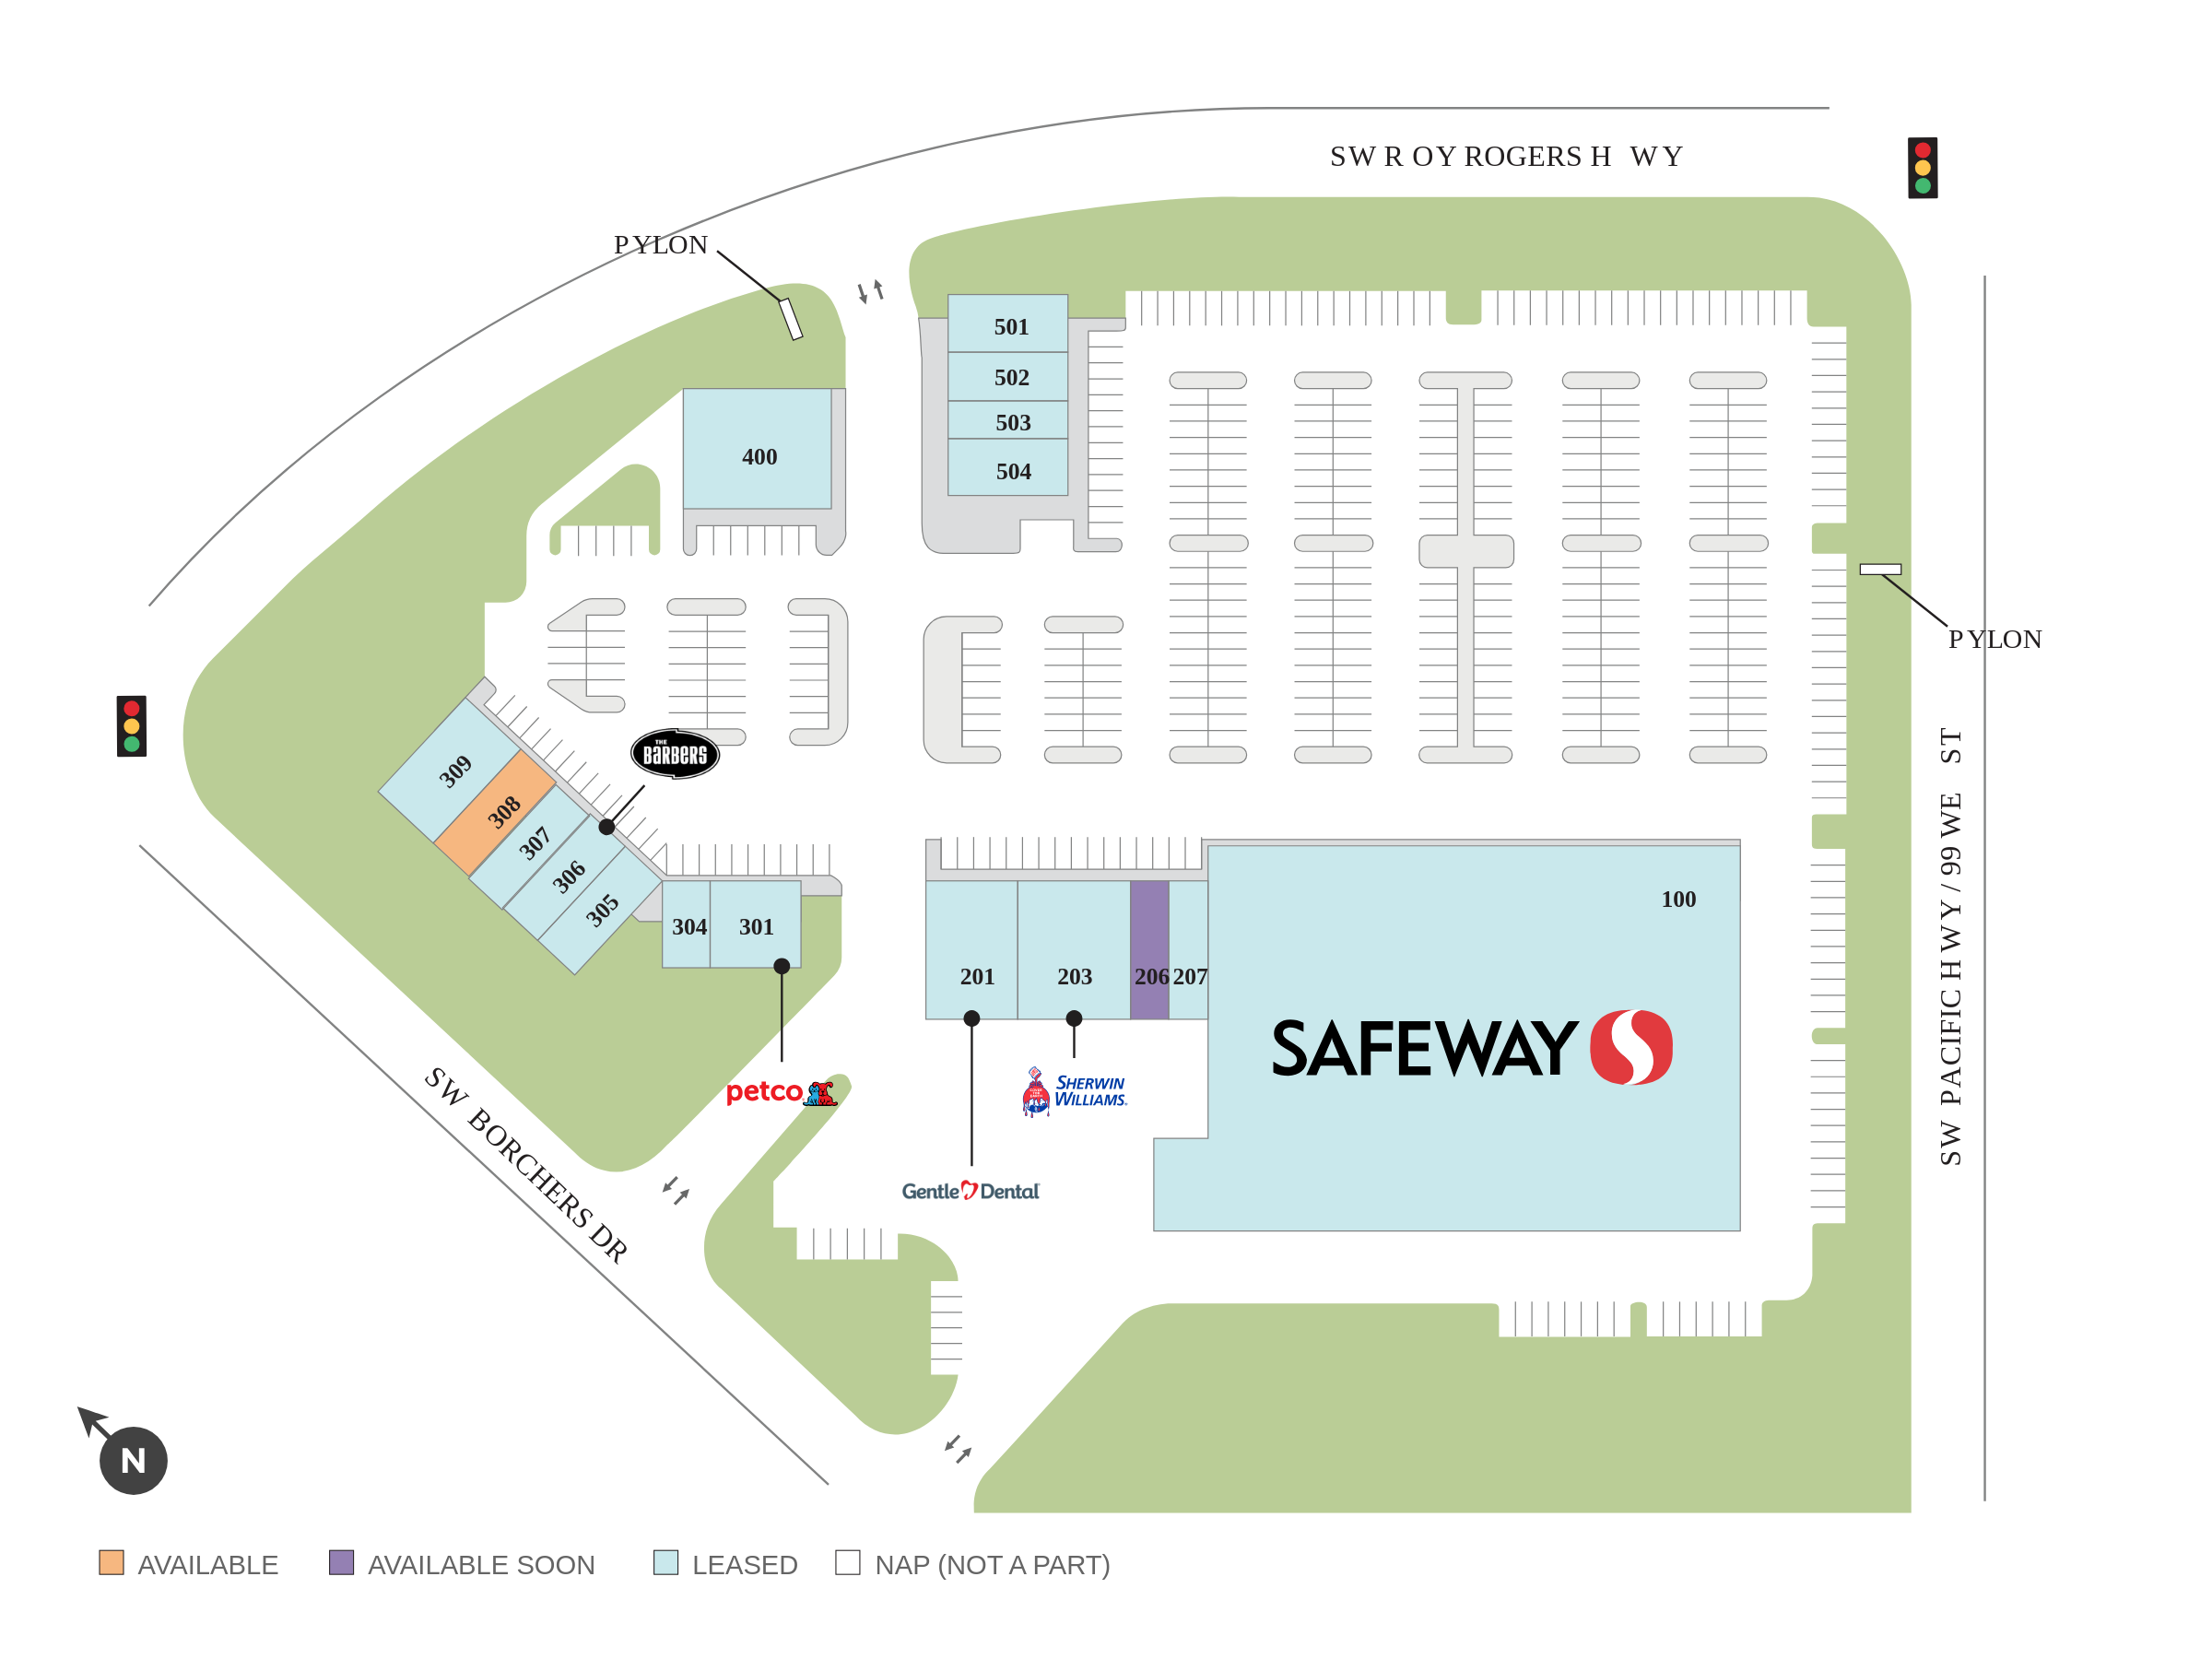 SW ROY ROGERS HWY
PYLON
501
502
503
504
400
PYLON
THE
BARBERS
309
308
307
306
305
304
301
100
201
203
206
207
SAFEWAY
petco
SHERWIN
WILLIAMS.
Gentle Dental
SW PACIFIC HWY / 99 WEST
SW BORCHERS DR
N
AVAILABLE
AVAILABLE SOON
LEASED
NAP (NOT A PART)